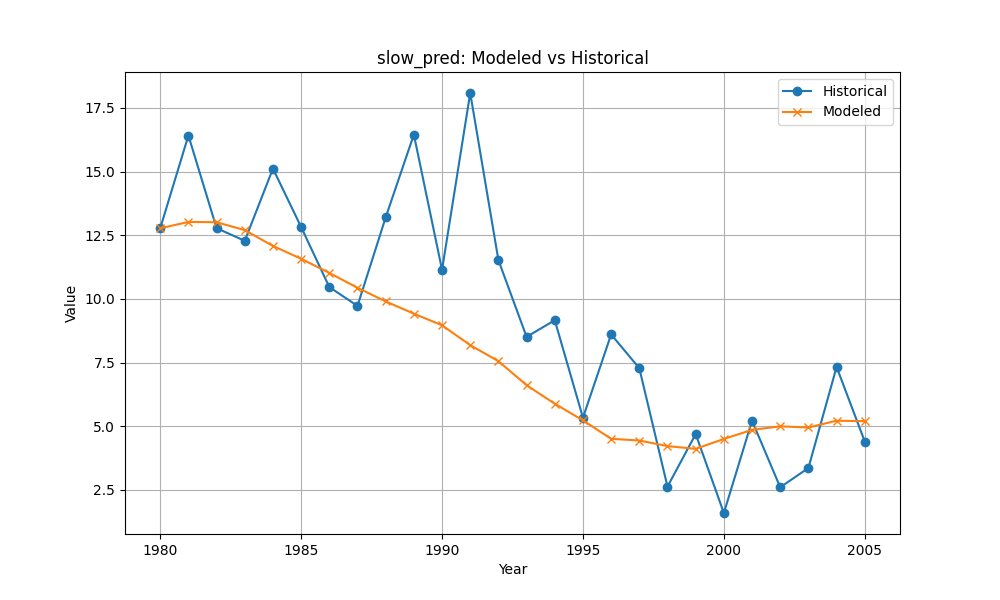 slow_pred: Modeled vs Historical
Historical
Modeled
Value
17.5
15.0
12.5
10.0
7.5
5.0
2.5
1980
1985
1990
1995
2000
2005
Year